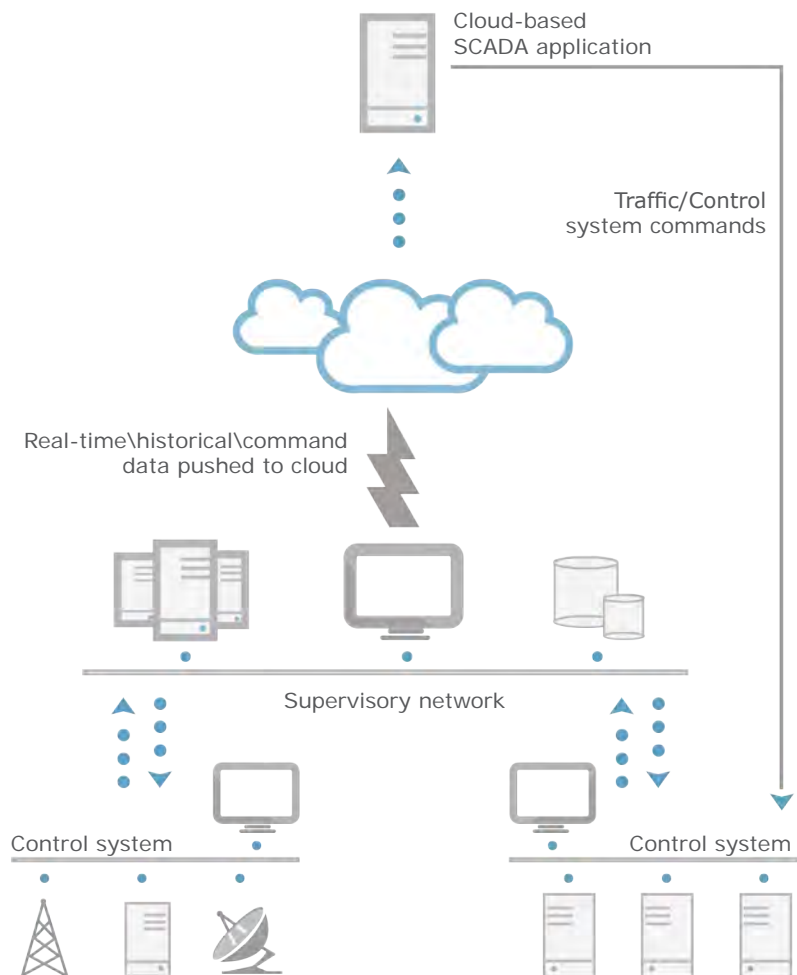 Cloud-based
SCADA application
Traffic/Control
system commands
Real-time\historical\command
data pushed to cloud
Supervisory network
Control system
Control system